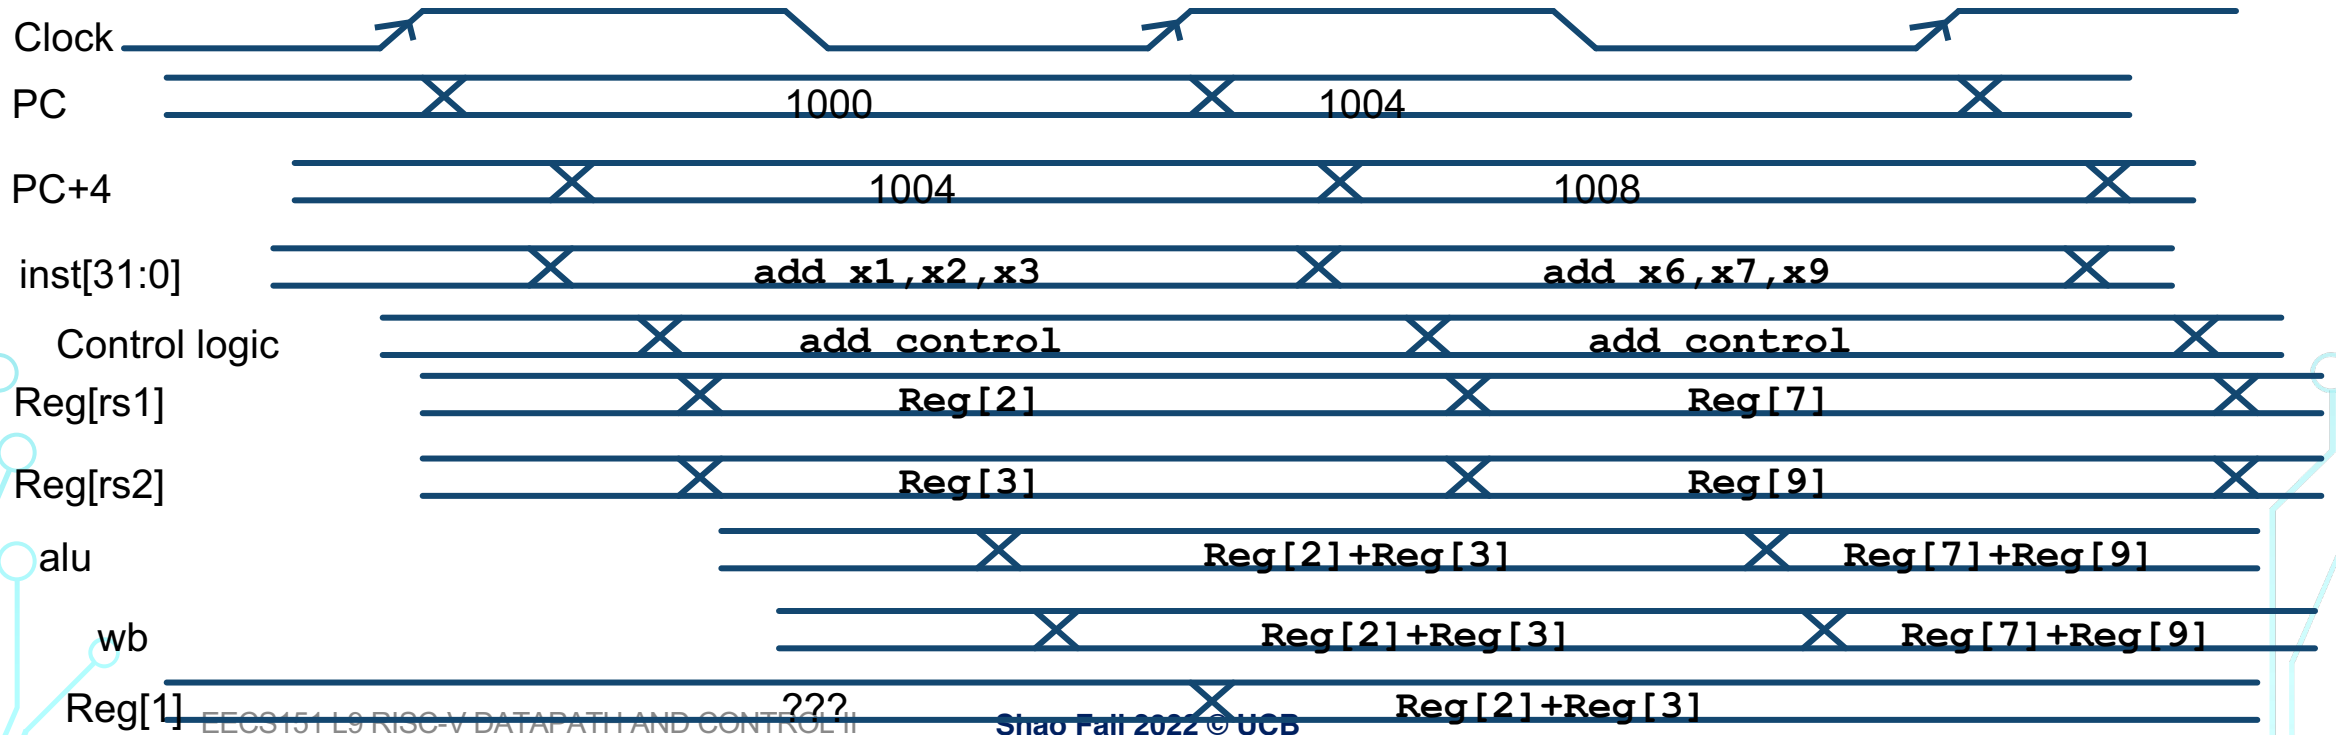 Clock
PC 1000 1004
PC+4 1004 1008
inst[31:0] add x1,x2,x3 add x6,x7,x9
Control logic add control add control
Reg[rs1] Reg[2] Reg[7]
Reg[rs2] Reg[3] Reg[9]
alu Reg[2]+Reg[3] Reg[7]+Reg[9]
wb Reg[2]+Reg[3] Reg[7]+Reg[9]
Reg[1] ??? Reg[2]+Reg[3]
EECS151 L9 RISC-V DATAPATH AND CONTROL II Shao Fall 2022 © UCB